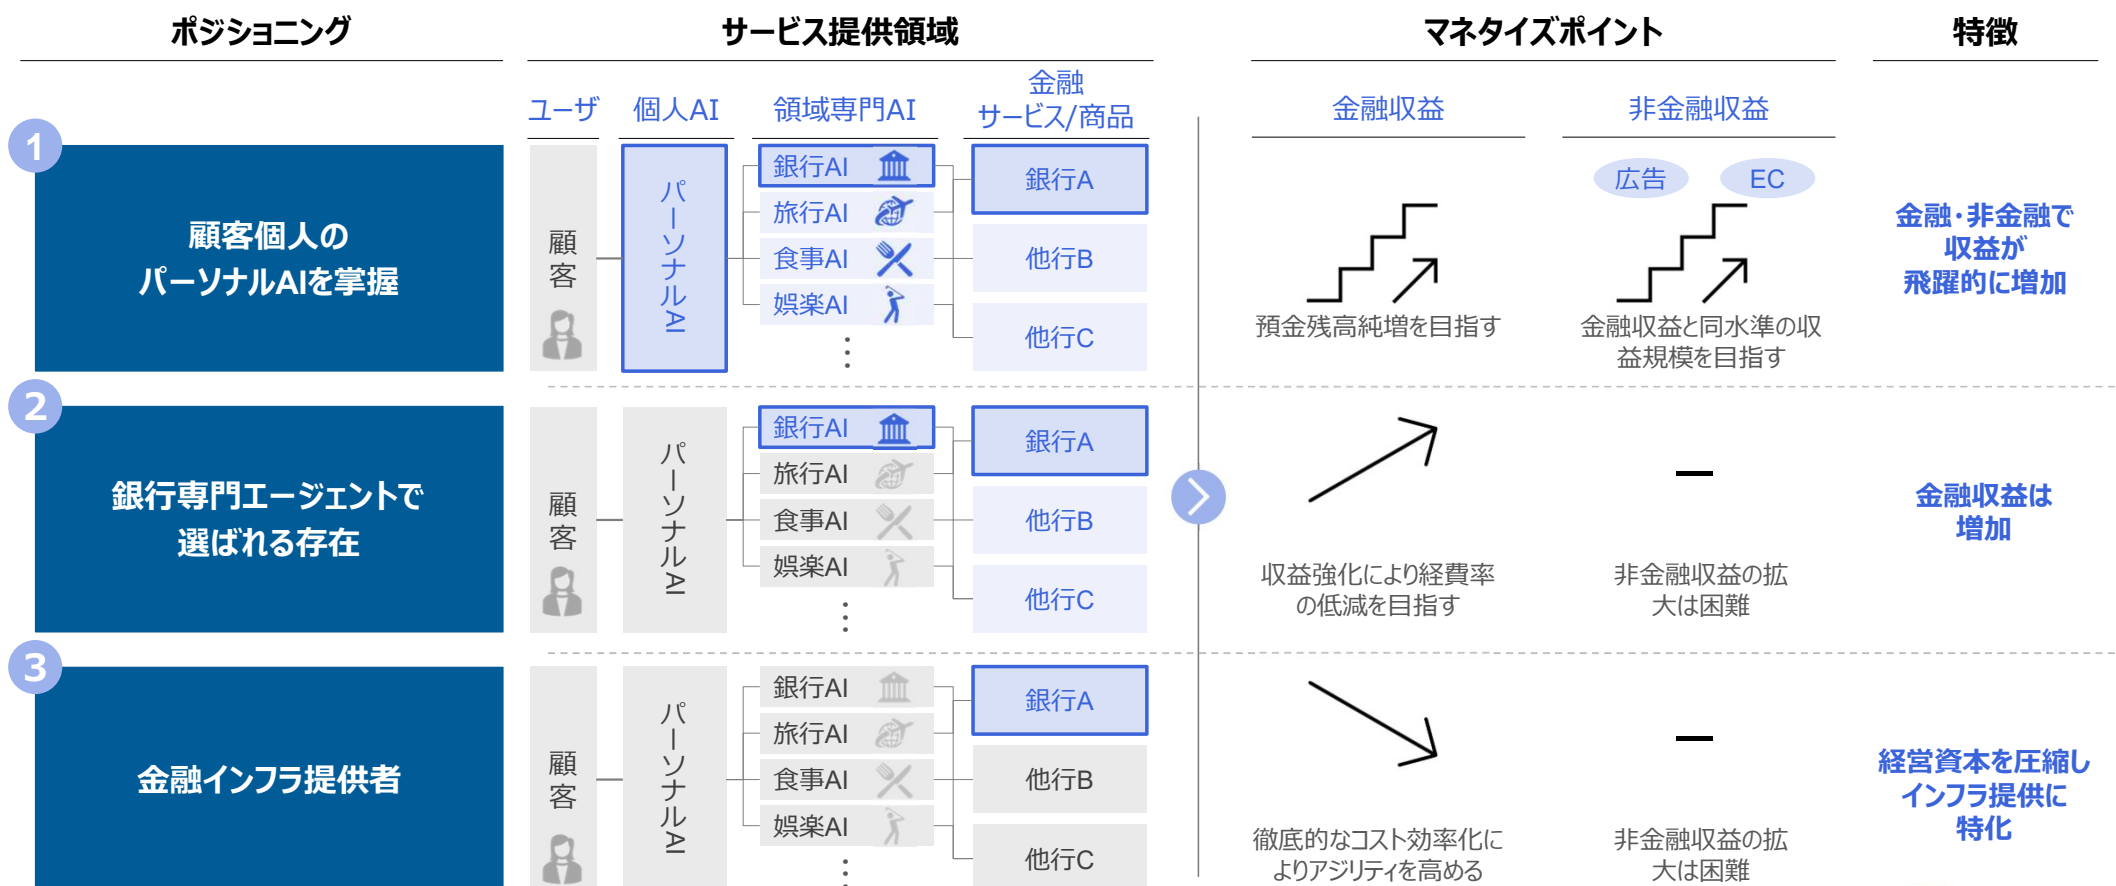 ポジショニング
サービス提供領域
マネタイズポイント
特徴
ユーザ
個人AI
領域専門AI
金融
サービス/商品
金融収益
非金融収益
1
顧客個人の
パーソナルAIを掌握
顧客
パーソナルAI
銀行AI
旅行AI
食事AI
娯楽AI
⋮
銀行A
他行B
他行C
預金残高純増を目指す
広告
EC
金融収益と同水準の収
益規模を目指す
金融・非金融で
収益が
飛躍的に増加
2
銀行専門エージェントで
選ばれる存在
顧客
パーソナルAI
銀行AI
旅行AI
食事AI
娯楽AI
⋮
銀行A
他行B
他行C
収益強化により経費率
の低減を目指す
ー
非金融収益の拡
大は困難
金融収益は
増加
3
金融インフラ提供者
顧客
パーソナルAI
銀行AI
旅行AI
食事AI
娯楽AI
⋮
銀行A
他行B
他行C
徹底的なコスト効率化に
よりアジリティを高める
ー
非金融収益の拡
大は困難
経営資本を圧縮し
インフラ提供に
特化